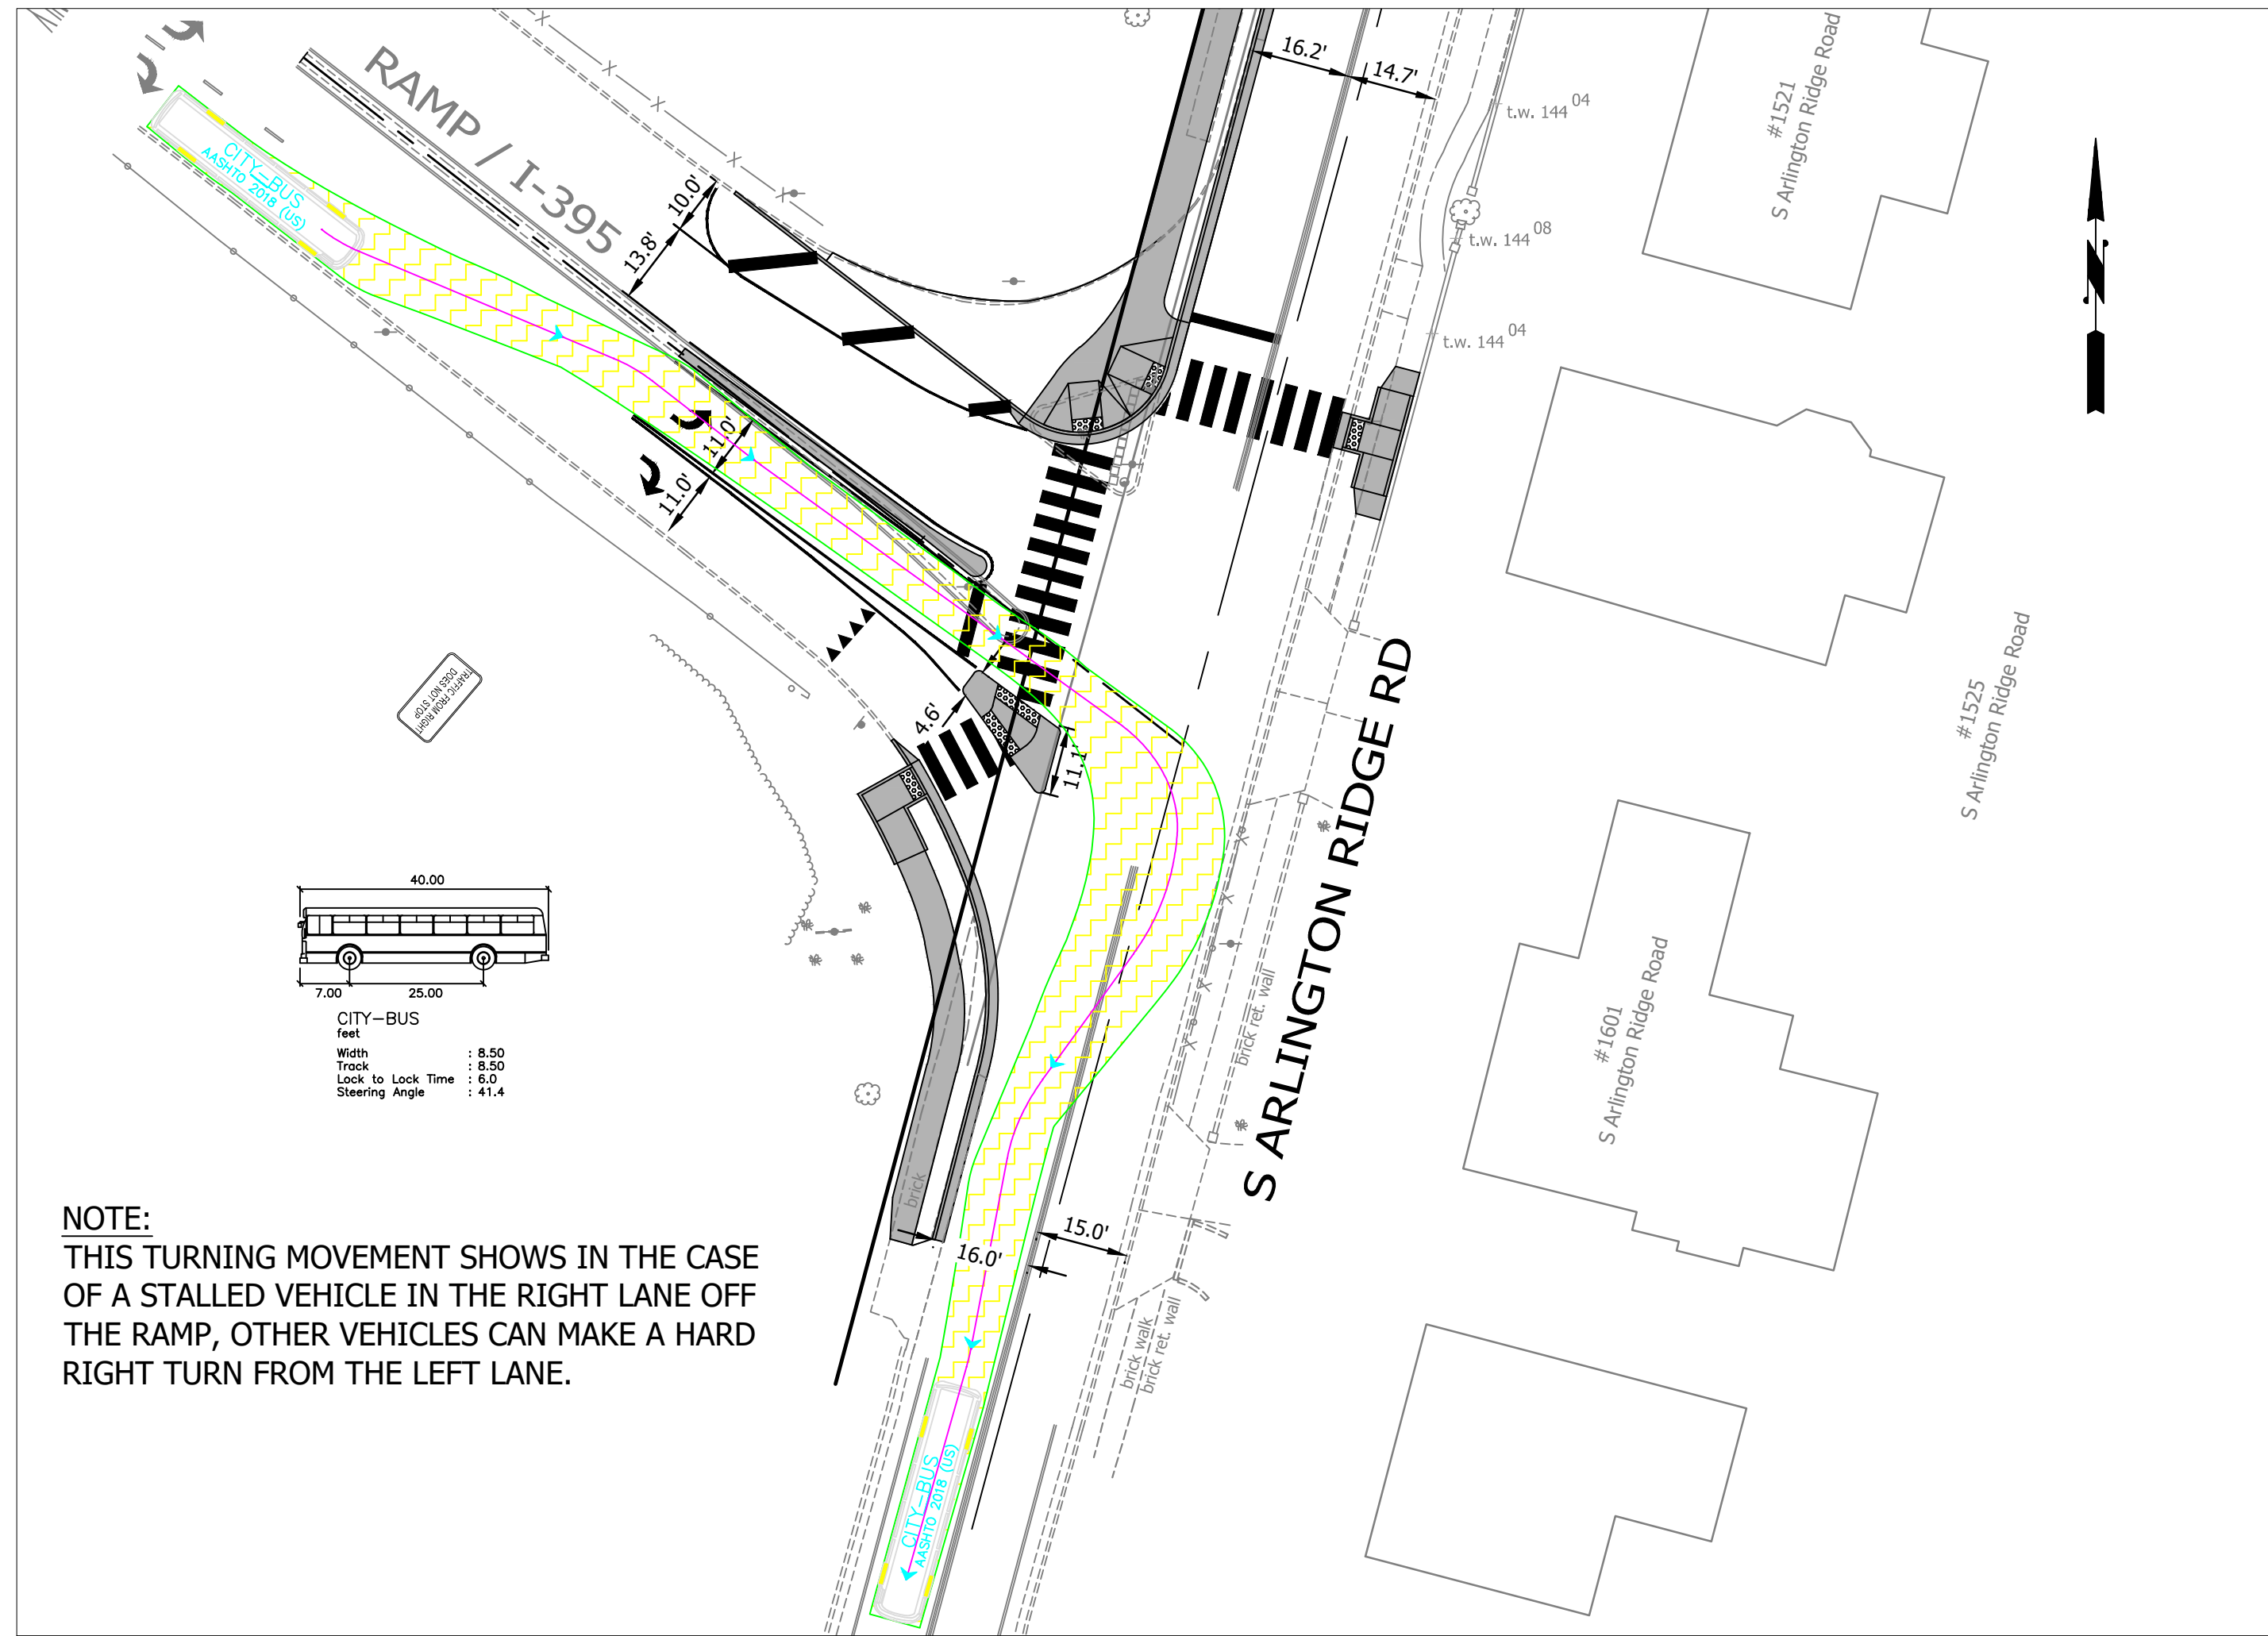 RAMP / I-395
CITY-BUS
AASHTO 2018 (US)
16.2'
14.7'
t.w. 144 04
t.w. 144 08
t.w. 144 04
#1521
S Arlington Ridge Road
10.0'
13.8'
11.0'
11.0'
4.6'
11.1'
TRAFFIC FROM RIGHT
DOES NOT STOP
S ARLINGTON RIDGE RD
#1525
S Arlington Ridge Road
#1601
S Arlington Ridge Road
brick ret. wall
40.00
7.00
25.00
CITY-BUS
feet
Width : 8.50
Track : 8.50
Lock to Lock Time : 6.0
Steering Angle : 41.4
brick
16.0'
15.0'
brick walk
brick ret. wall
NOTE:
THIS TURNING MOVEMENT SHOWS IN THE CASE
OF A STALLED VEHICLE IN THE RIGHT LANE OFF
THE RAMP, OTHER VEHICLES CAN MAKE A HARD
RIGHT TURN FROM THE LEFT LANE.
CITY-BUS
AASHTO 2018 (US)
N